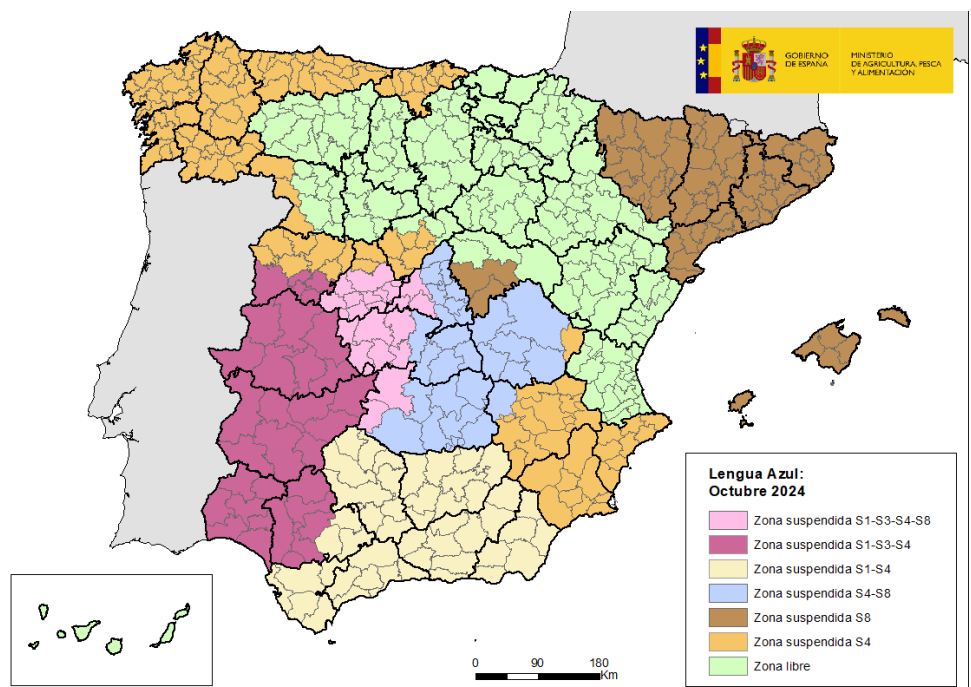 GOBIERNO
DE ESPAÑA
MINISTERIO
DE AGRICULTURA, PESCA
Y ALIMENTACIÓN
Lengua Azul:
Octubre 2024
Zona suspendida S1-S3-S4-S8
Zona suspendida S1-S3-S4
Zona suspendida S1-S4
Zona suspendida S4-S8
Zona suspendida S8
Zona suspendida S4
Zona libre
0 90 180
Km